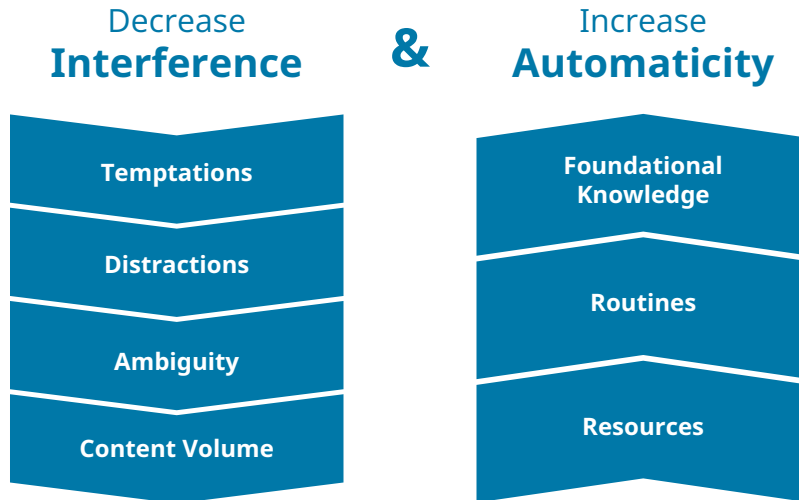 Decrease
Interference
&
Increase
Automaticity
Temptations
Distractions
Ambiguity
Content Volume
Foundational
Knowledge
Routines
Resources